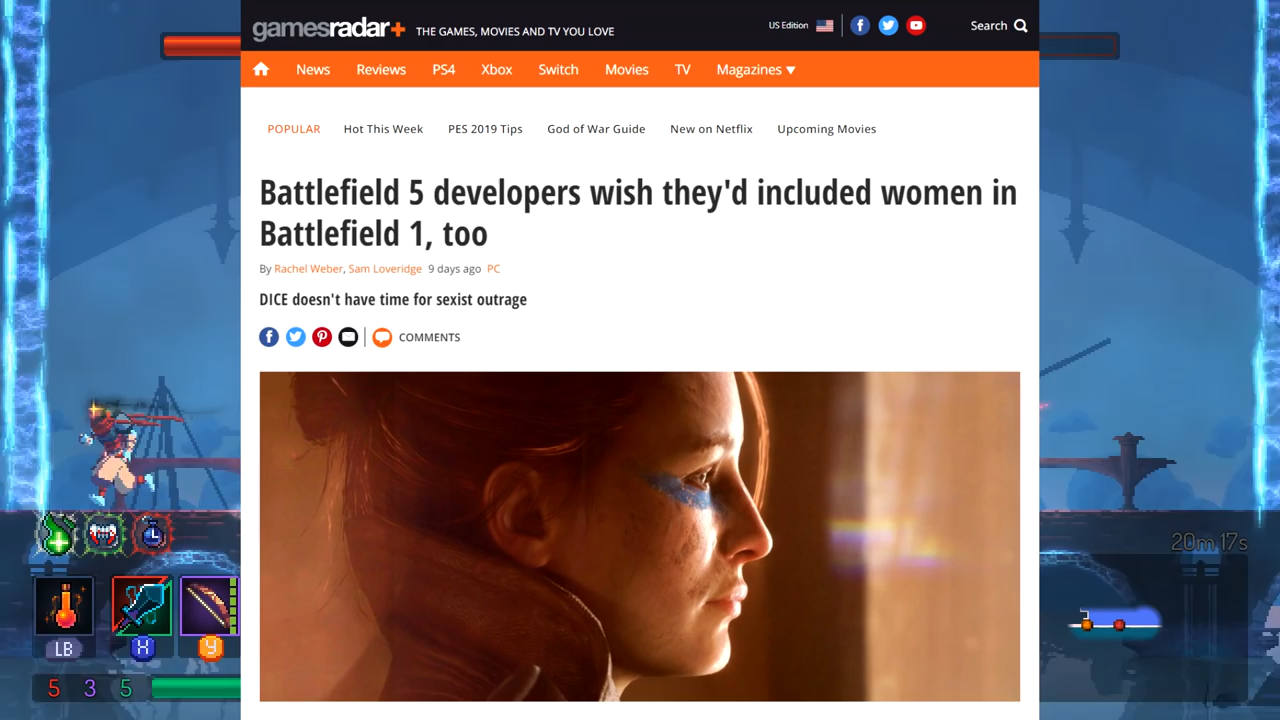 gamesradar+ THE GAMES, MOVIES AND TV YOU LOVE
US Edition
Search
News Reviews PS4 Xbox Switch Movies TV Magazines ▼
POPULAR Hot This Week PES 2019 Tips God of War Guide New on Netflix Upcoming Movies
Battlefield 5 developers wish they'd included women in
Battlefield 1, too
By Rachel Weber, Sam Loveridge 9 days ago PC
DICE doesn't have time for sexist outrage
COMMENTS
20m 17s
LB X Y
5 3 5